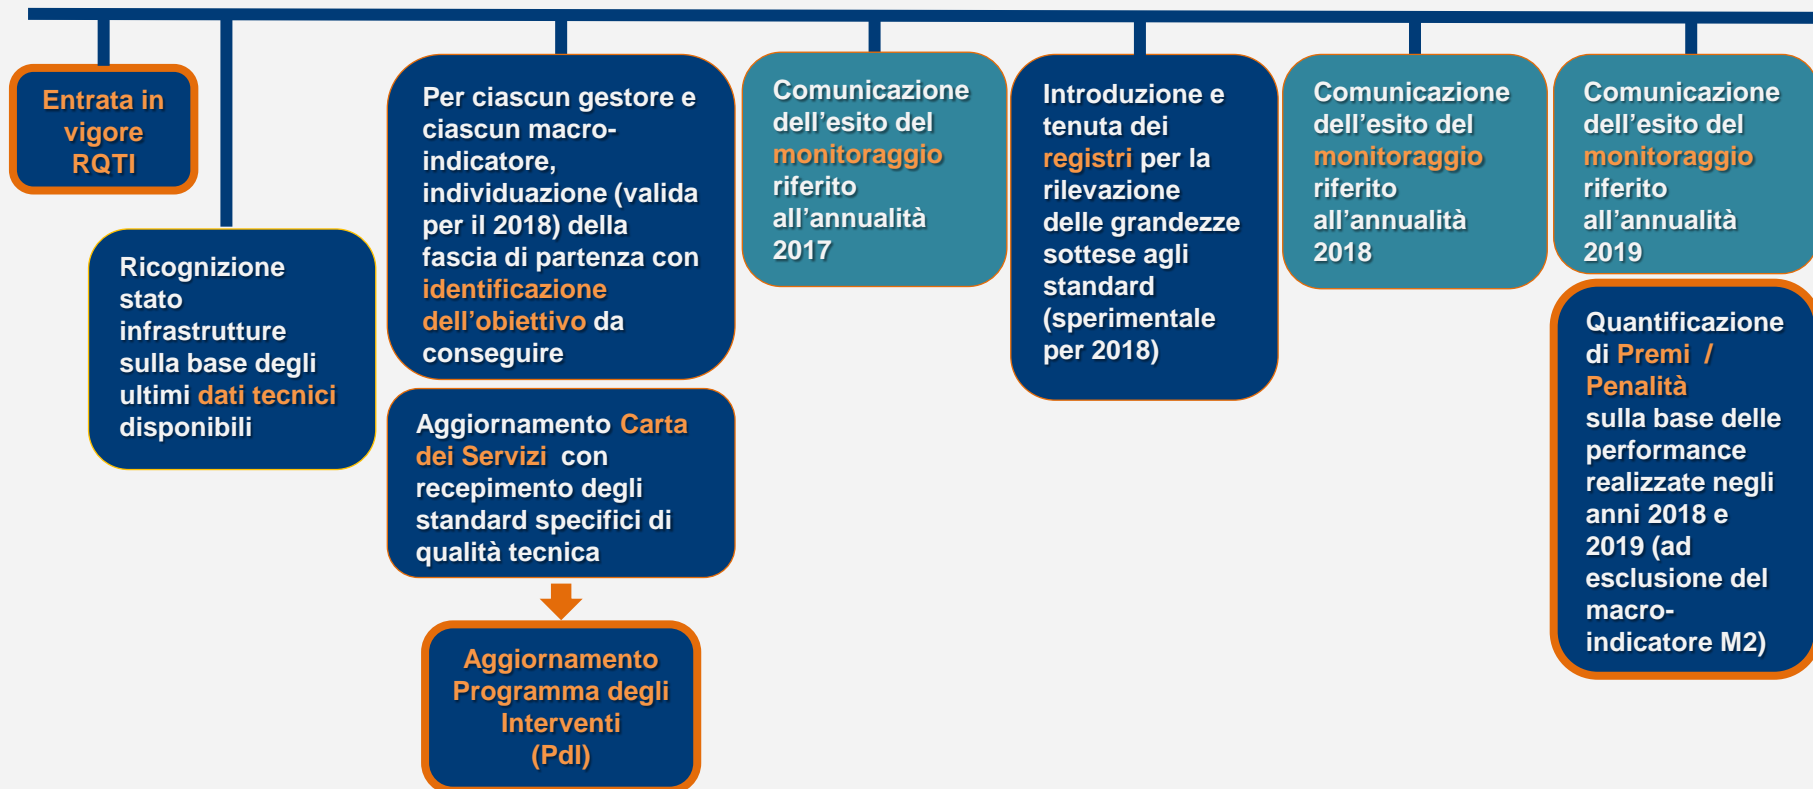 Entrata in
vigore
RQTI
Ricognizione
stato
infrastrutture
sulla base degli
ultimi dati tecnici
disponibili
Per ciascun gestore e
ciascun macro-
indicatore,
individuazione (valida
per il 2018) della
fascia di partenza con
identificazione
dell’obiettivo da
conseguire
Aggiornamento Carta
dei Servizi con
recepimento degli
standard specifici di
qualità tecnica
Aggiornamento
Programma degli
Interventi
(PdI)
Comunicazione
dell’esito del
monitoraggio
riferito
all’annualità
2017
Introduzione e
tenuta dei
registri per la
rilevazione
delle grandezze
sottese agli
standard
(sperimentale
per 2018)
Comunicazione
dell’esito del
monitoraggio
riferito
all’annualità
2018
Comunicazione
dell’esito del
monitoraggio
riferito
all’annualità
2019
Quantificazione
di Premi /
Penalità
sulla base delle
performance
realizzate negli
anni 2018 e
2019 (ad
esclusione del
macro-
indicatore M2)